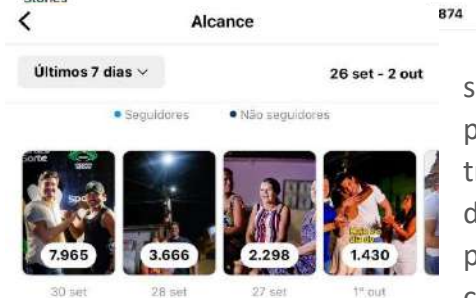 Alcance
874
Últimos 7 dias
26 set - 2 out
Seguidores
Não seguidores
7.965
3.666
2.298
1.430
30 set
28 set
27 set
1º out